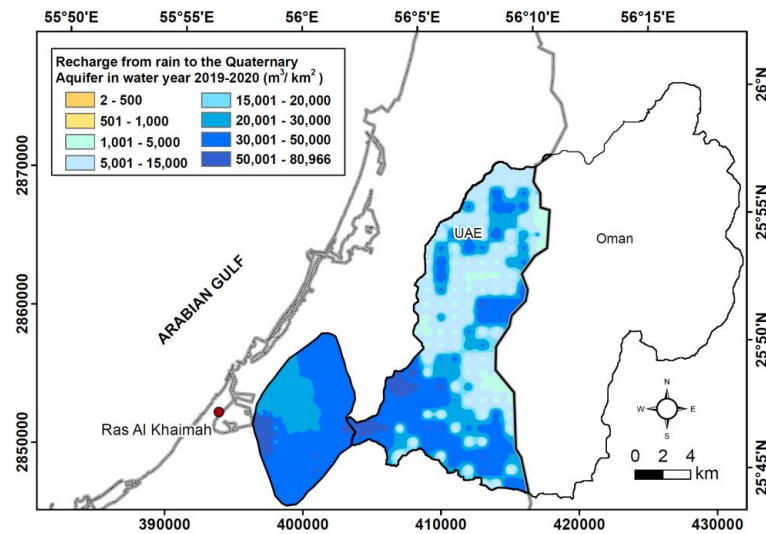 55°50'E 55°55'E 56°E 56°5'E 56°10'E 56°15'E
Recharge from rain to the Quaternary
Aquifer in water year 2019-2020 (m³/ km²)
2 - 500
501 - 1,000
1,001 - 5,000
5,001 - 15,000
15,001 - 20,000
20,001 - 30,000
30,001 - 50,000
50,001 - 80,966
26°N
2870000
25°55'N
UAE
Oman
ARABIAN GULF
2860000
25°50'N
Ras Al Khaimah
2850000
25°45'N
N
W E
S
0 2 4
km
390000 400000 410000 420000 430000